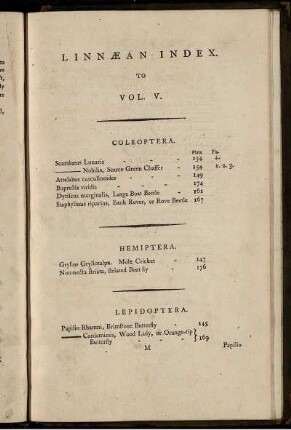 LINNÆAN INDEX.
TO
VOL. V.
COLEOPTERA.
Plate Fig.
Scarabæus Lunaris - - - - 154 4.
——— Nobilis, Scarce Green Chaffer 154 1. 2. 3.
Attelabus curculionoides - - 149
Buprestis viridis - - - 174
Dytiscus marginalis, Large Boat Beetle - 161
Staphylinus riparius, Bank Rover, or Rove Beetle 167
HEMIPTERA.
Gryllus Gryllotalpa. Mole Cricket - 147
Notonecta striata, striated Boat fly - 176
LEPIDOPTERA.
Papilio Rhamni, Brimstone Butterfly - 145
——— Cardamines, Wood Lady, or Orange-tip
Butterfly - - - 169
M Papilio